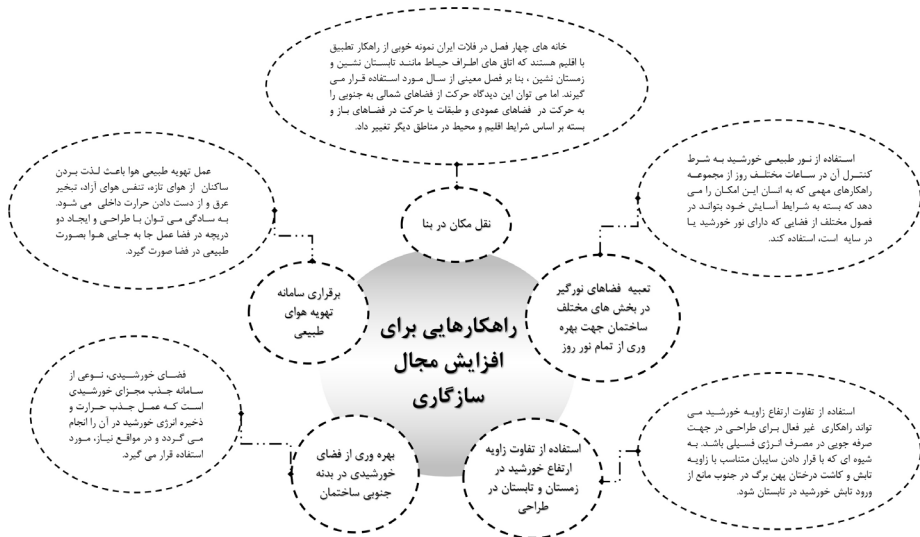 خانه های چهار فصل در فلات ایران نمونه خوبی از راهکار تطبیق
با اقلیم هستند که اتاق های اطراف حیاط مانند تابستان نشین و
زمستان نشین ، بنا بر فصل معینی از سال مورد استفاده قرار می
گیرند. اما می توان این دیدگاه حرکت از فضاهای شمالی به جنوبی را
به حرکت در فضاهای عمودی و طبقات یا حرکت در فضاهای باز و
بسته بر اساس شرایط اقلیم و محیط در مناطق دیگر تغییر داد.
نقل مکان در بنا
استفاده از نور طبیعی خورشید به شرط
کنترل آن در ساعات مختلف روز از مجموعه
راهکارهای مهمی که به انسان این امکان را می
دهد که بسته به شرایط آسایش خود بتواند در
فصول مختلف از فضایی که دارای نور خورشید یا
در سایه است، استفاده کند.
تعبیه فضاهای نورگیر
در بخش های مختلف
ساختمان جهت بهره
وری از تمام نور روز
عمل تهویه طبیعی هوا باعث لذت بردن
ساکنان از هوای تازه، تنفس هوای آزاد، تبخیر
عرق و از دست دادن حرارت داخلی می شود.
به سادگی می توان با طراحی و ایجاد دو
دریچه در فضا عمل جا به جایی هوا بصورت
طبیعی در فضا صورت گیرد.
برقراری سامانه
تهویه هوای
طبیعی
راهکارهایی برای
افزایش مجال
سازگاری
استفاده از تفاوت ارتفاع زاویه خورشید می
تواند راهکاری غیر فعال برای طراحی در جهت
صرفه جویی در مصرف انرژی فسیلی باشد. به
شیوه ای که با قرار دادن سایبان متناسب با زاویه
تابش و کاشت درختان پهن برگ در جنوب مانع از
ورود تابش خورشید در تابستان شود.
استفاده از تفاوت زاویه
ارتفاع خورشید در
زمستان و تابستان در
طراحی
فضای خورشیدی، نوعی از
سامانه جذب مجزای خورشیدی
است که عمل جذب حرارت و
ذخیره انرژی خورشید در آن را انجام
می گردد و در مواقع نیاز، مورد
استفاده قرار می گیرد.
بهره وری از فضای
خورشیدی در بدنه
جنوبی ساختمان